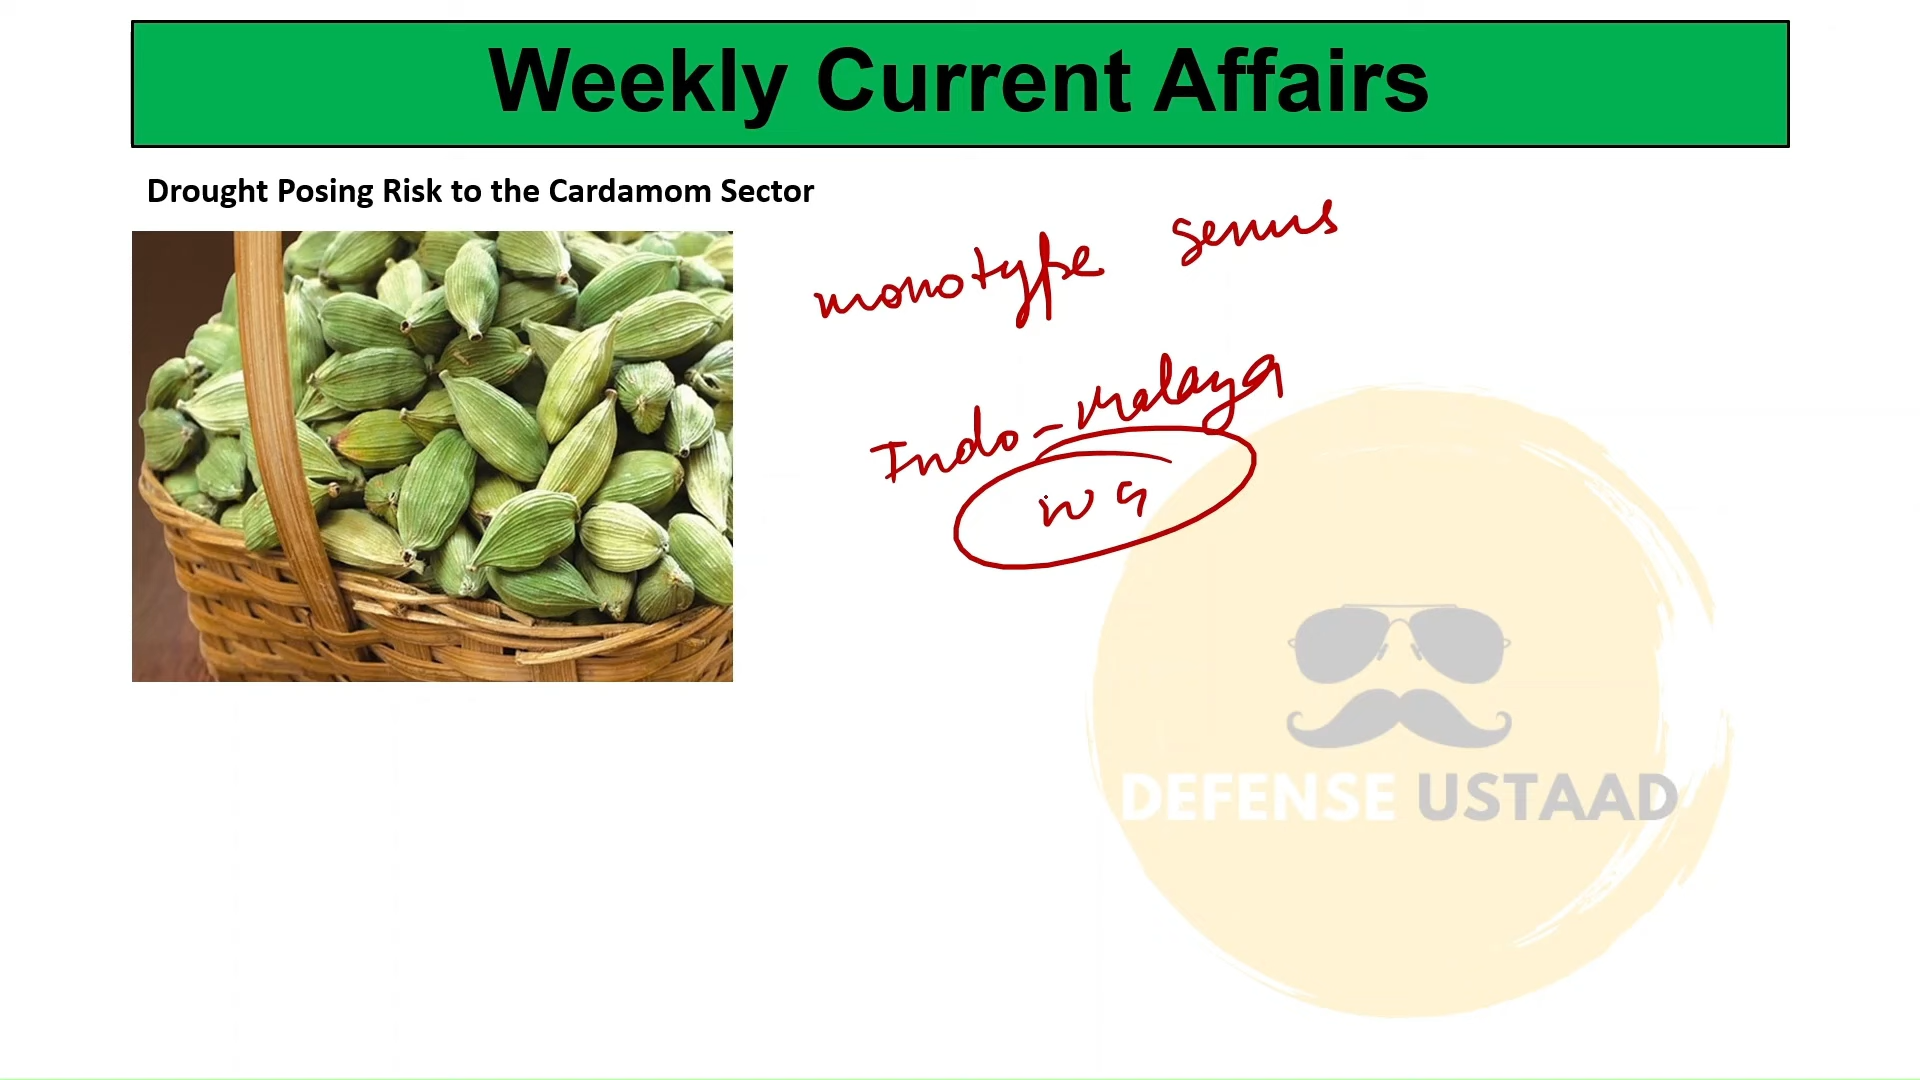 Weekly Current Affairs
Drought Posing Risk to the Cardamom Sector
monotype genus
Indo-Malaya
WG
DEFENSE USTAAD